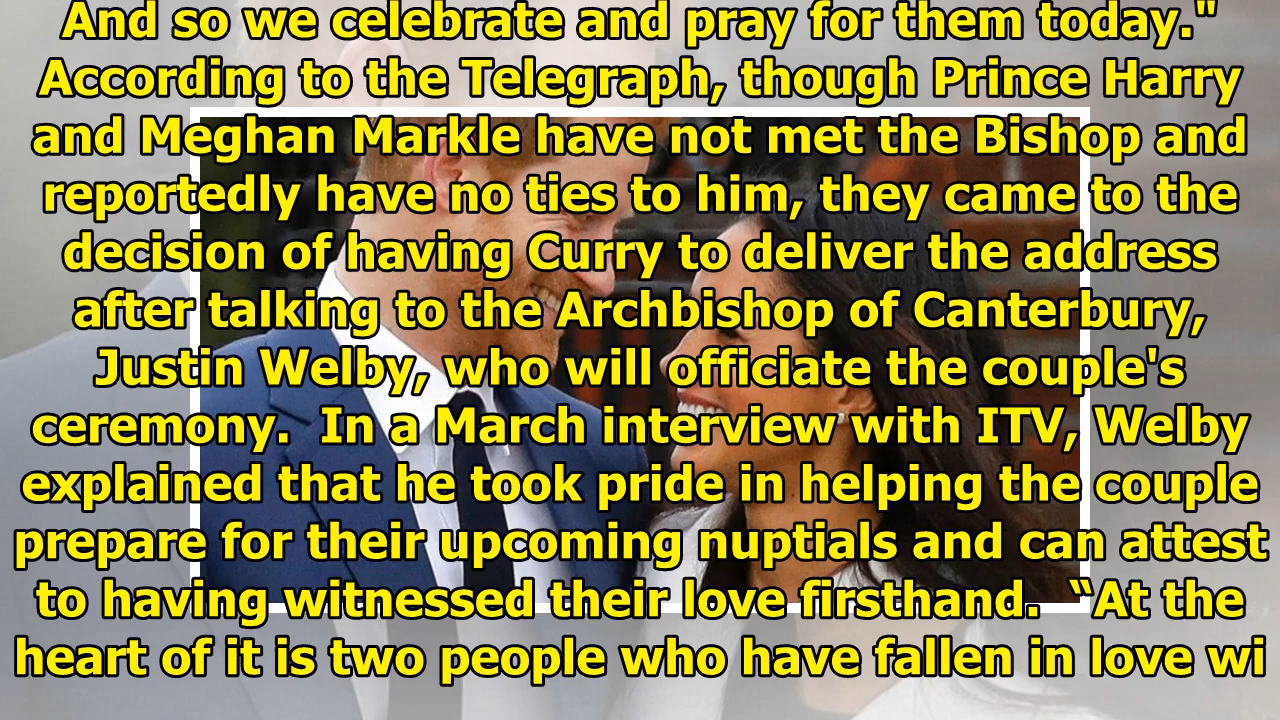 And so we celebrate and pray for them today."
According to the Telegraph, though Prince Harry
and Meghan Markle have not met the Bishop and
reportedly have no ties to him, they came to the
decision of having Curry to deliver the address
after talking to the Archbishop of Canterbury,
Justin Welby, who will officiate the couple's
ceremony.  In a March interview with ITV, Welby
explained that he took pride in helping the couple
prepare for their upcoming nuptials and can attest
to having witnessed their love firsthand.  “At the
heart of it is two people who have fallen in love wi